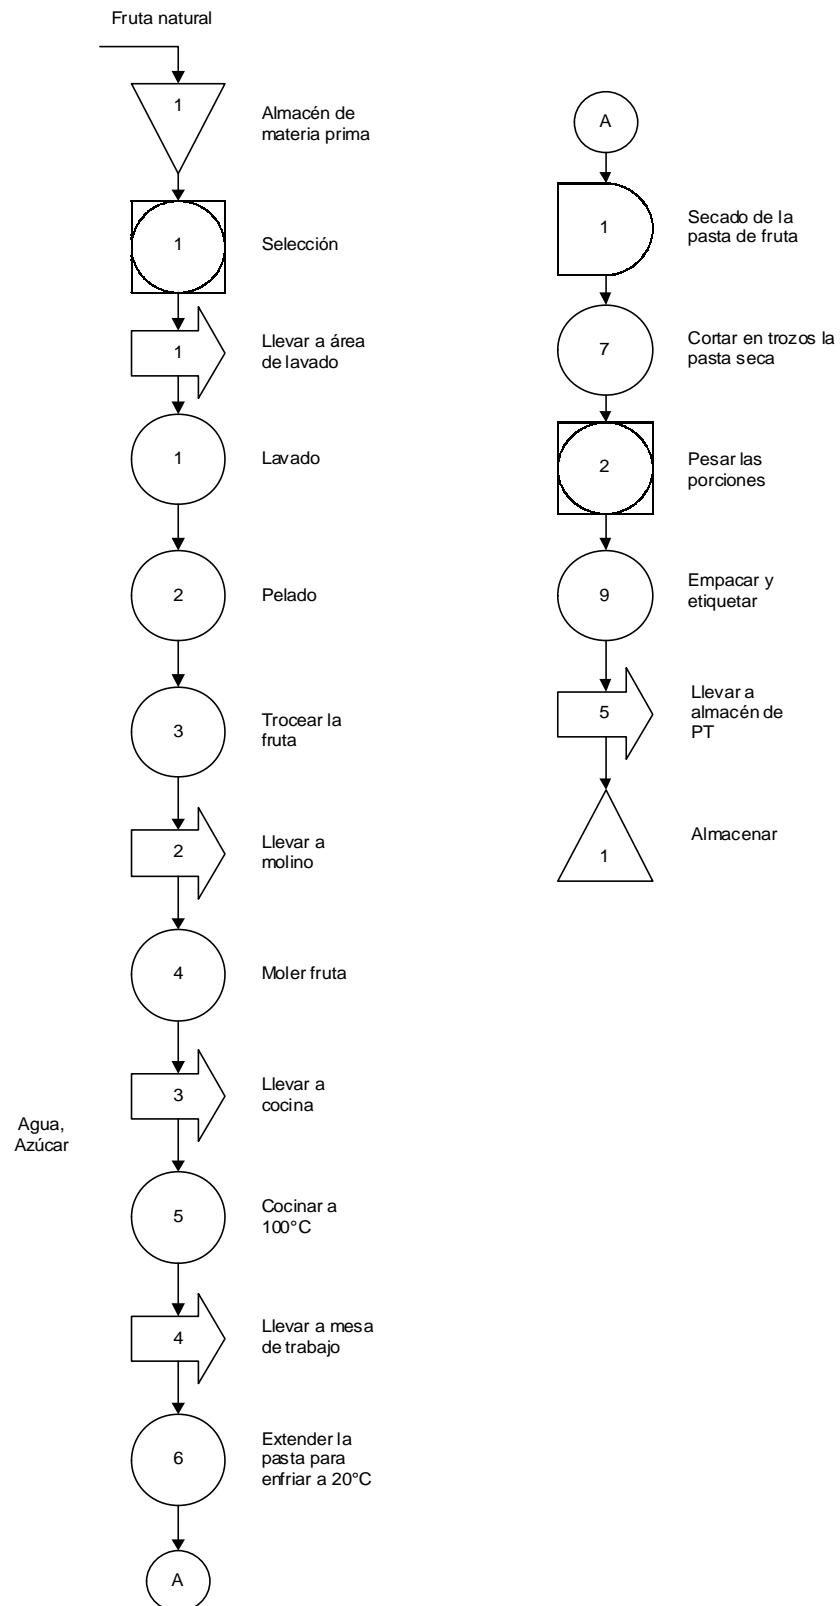 Fruta natural
1
Almacén de
materia prima
1
Selección
1
Llevar a área
de lavado
1
Lavado
2
Pelado
3
Trocear la
fruta
2
Llevar a
molino
4
Moler fruta
3
Llevar a
cocina
Agua,
Azúcar
5
Cocinar a
100°C
4
Llevar a mesa
de trabajo
6
Extender la
pasta para
enfriar a 20°C
A
A
1
Secado de la
pasta de fruta
7
Cortar en trozos la
pasta seca
2
Pesar las
porciones
9
Empacar y
etiquetar
5
Llevar a
almacén de
PT
1
Almacenar